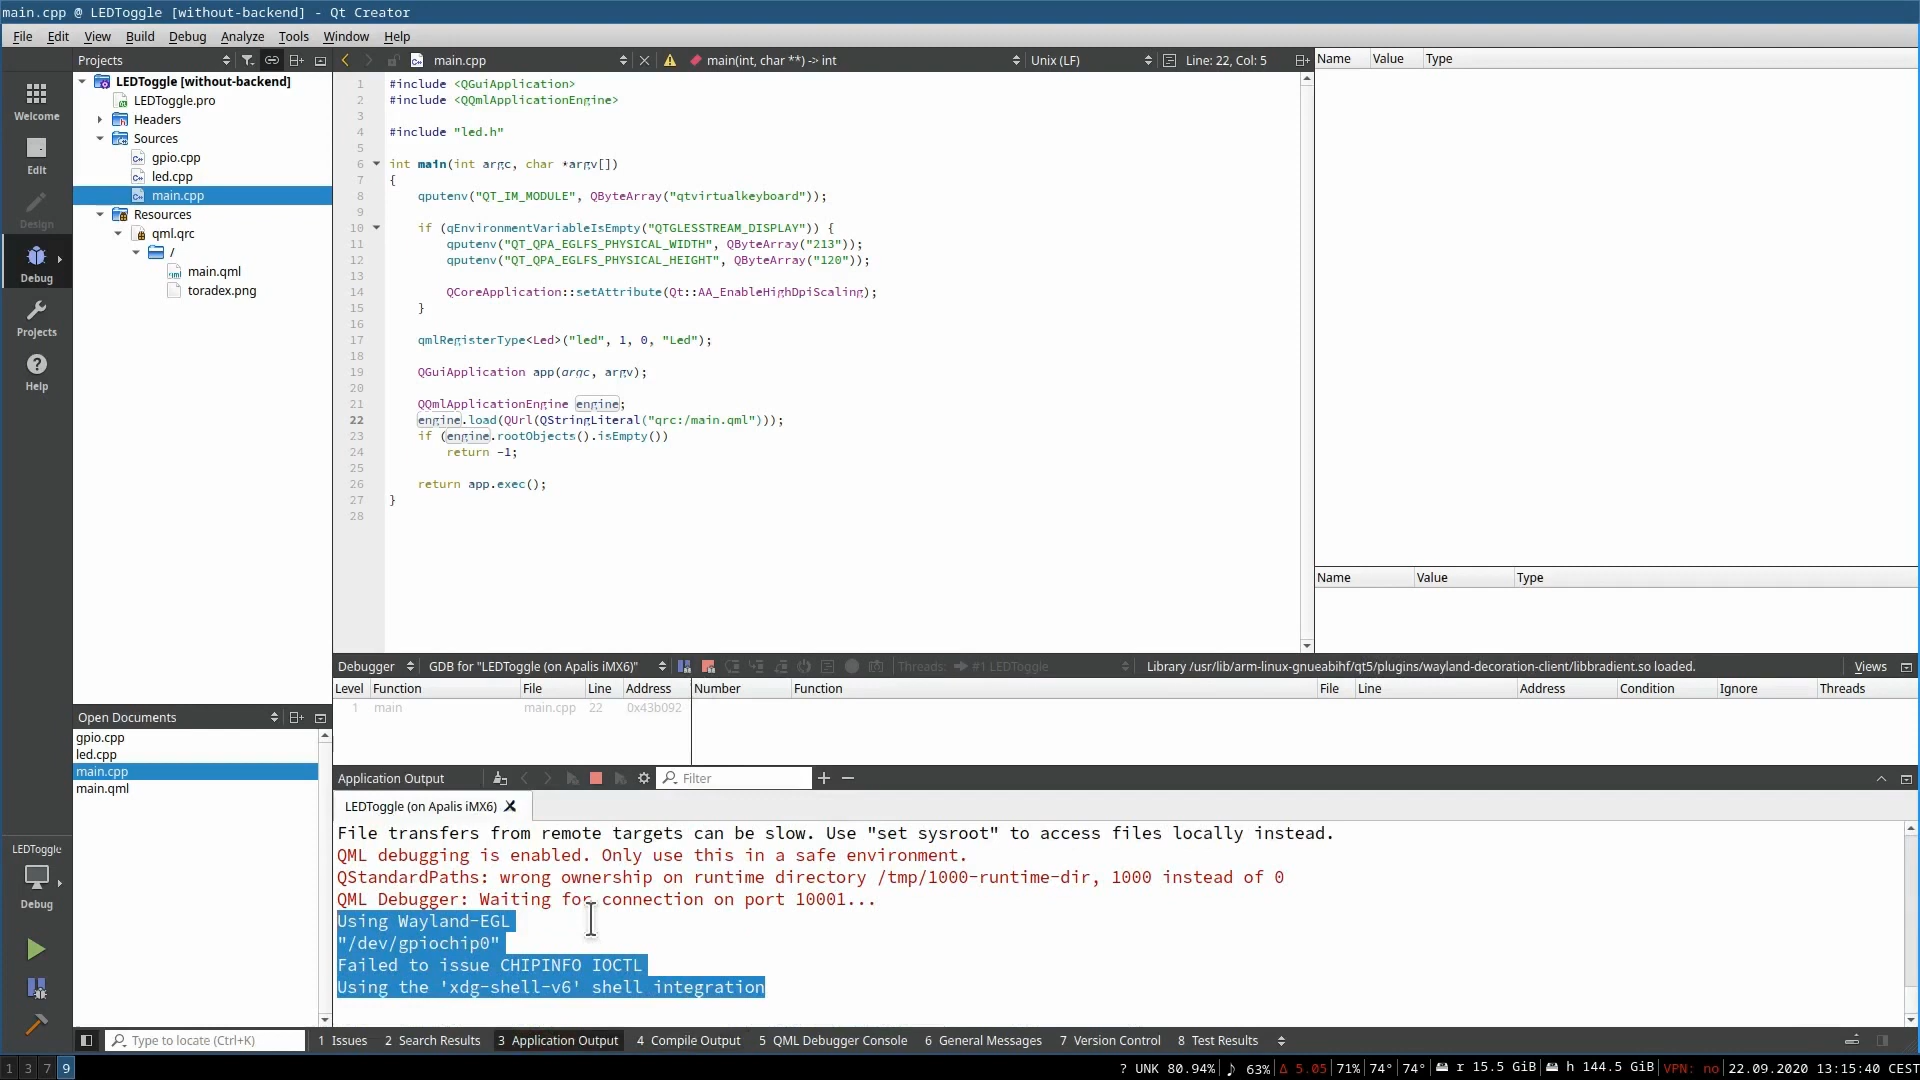 main.cpp @ LEDToggle [without-backend] - Qt Creator
File Edit View Build Debug Analyze Tools Window Help
Projects
main.cpp
main(int, char **) -> int
Unix (LF)
Line: 22, Col: 5
Name Value Type
Welcome
Edit
Design
Debug
Projects
Help
LEDToggle [without-backend]
LEDToggle.pro
Headers
Sources
gpio.cpp
led.cpp
main.cpp
Resources
qml.qrc
/
main.qml
toradex.png
1 #include <QGuiApplication>
2 #include <QQmlApplicationEngine>
3
4 #include "led.h"
5
6 int main(int argc, char *argv[])
7 {
8 qputenv("QT_IM_MODULE", QByteArray("qtvirtualkeyboard"));
9
10 if (qEnvironmentVariableIsEmpty("QTGLESSTREAM_DISPLAY")) {
11 qputenv("QT_QPA_EGLFS_PHYSICAL_WIDTH", QByteArray("213"));
12 qputenv("QT_QPA_EGLFS_PHYSICAL_HEIGHT", QByteArray("120"));
13
14 QCoreApplication::setAttribute(Qt::AA_EnableHighDpiScaling);
15 }
16
17 qmlRegisterType<Led>("led", 1, 0, "Led");
18
19 QGuiApplication app(argc, argv);
20
21 QQmlApplicationEngine engine;
22 engine.load(QUrl(QStringLiteral("qrc:/main.qml")));
23 if (engine.rootObjects().isEmpty())
24 return -1;
25
26 return app.exec();
27 }
28
Name Value Type
Debugger
GDB for "LEDToggle (on Apalis iMX6)"
Threads: #1 LEDToggle
Library /usr/lib/arm-linux-gnueabihf/qt5/plugins/wayland-decoration-client/libbradient.so loaded.
Views
Level Function File Line Address
1 main main.cpp 22 0x43b092
Number Function File Line Address Condition Ignore Threads
Open Documents
gpio.cpp
led.cpp
main.cpp
main.qml
Application Output
Filter
LEDToggle (on Apalis iMX6)
File transfers from remote targets can be slow. Use "set sysroot" to access files locally instead.
QML debugging is enabled. Only use this in a safe environment.
QStandardPaths: wrong ownership on runtime directory /tmp/1000-runtime-dir, 1000 instead of 0
QML Debugger: Waiting for connection on port 10001...
Using Wayland-EGL
"/dev/gpiochip0"
Failed to issue CHIPINFO IOCTL
Using the 'xdg-shell-v6' shell integration
LEDToggle
Debug
Type to locate (Ctrl+K)
1 Issues 2 Search Results 3 Application Output 4 Compile Output 5 QML Debugger Console 6 General Messages 7 Version Control 8 Test Results
1 3 7 9
? UNK 80.94% ♪ 63% Δ 5.05 71% 74° 74° r 15.5 GiB h 144.5 GiB VPN: no 22.09.2020 13:15:40 CEST